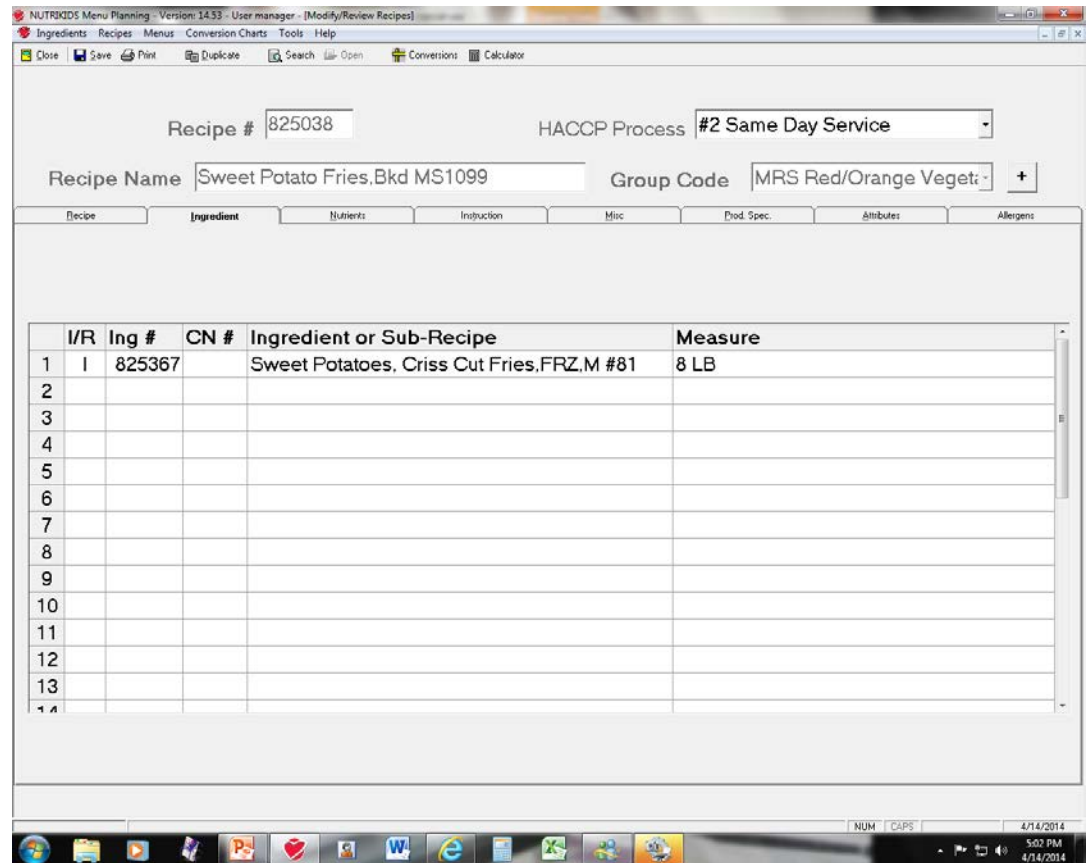 NUTRIKIDS Menu Planning - Version: 14.53 - User manager - [Modify/Review Recipes]
Ingredients Recipes Menus Conversion Charts Tools Help
Close Save Print Duplicate Search Open Conversions Calculator
Recipe # 825038 HACCP Process #2 Same Day Service
Recipe Name Sweet Potato Fries,Bkd MS1099 Group Code MRS Red/Orange Vegeta +
Recipe Ingredient Nutrients Instruction Misc Prod. Spec. Attributes Allergens
I/R Ing # CN # Ingredient or Sub-Recipe Measure
1 I 825367 Sweet Potatoes, Criss Cut Fries,FRZ,M #81 8 LB
2
3
4
5
6
7
8
9
10
11
12
13
14
NUM CAPS 4/14/2014
5:02 PM
4/14/2014